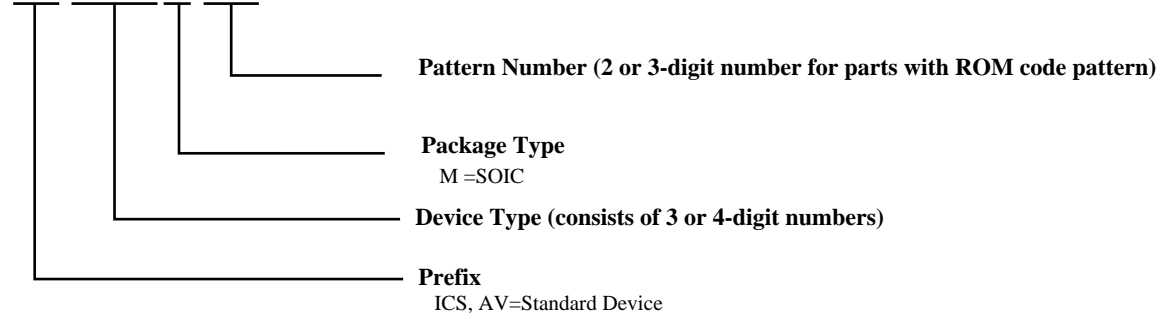 Pattern Number (2 or 3-digit number for parts with ROM code pattern)
Package Type
M =SOIC
Device Type (consists of 3 or 4-digit numbers)
Prefix
ICS, AV=Standard Device